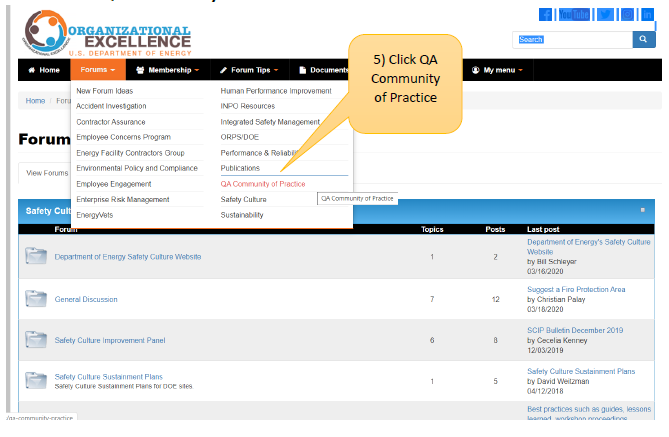 ORGANIZATIONAL
EXCELLENCE
U.S. DEPARTMENT OF ENERGY
YouTube
in
Search
Home
Forums
Membership
Forum Tips
Documents
My menu
5) Click QA
Community
of Practice
Home
New Forum Ideas
Human Performance Improvement
Accident Investigation
INPO Resources
Contractor Assurance
Integrated Safety Management
Employee Concerns Program
ORPS/DOE
Energy Facility Contractors Group
Environmental Policy and Compliance
Publications
Employee Engagement
QA Community of Practice
Enterprise Risk Management
Safety Culture
EnergyVets
Sustainability
QA Community of Practice
View Forums
Forum
Topics
Posts
Last post
Department of Energy Safety Culture Website
1
2
Department of Energy's Safety Culture
Website
by Bill Schleyer
03/16/2020
General Discussion
7
12
Suggest a Fire Protection Area
by Christian Palay
03/18/2020
Safety Culture Improvement Panel
6
8
SCIP Bulletin December 2019
by Cecelia Kenney
12/03/2019
Safety Culture Sustainment Plans
Safety Culture Sustainment Plans for DOE sites.
1
5
Safety Culture Sustainment Plans
by David Weitzman
04/12/2018
Best practices such as guides, lessons
learned, workshop proceedings
/qa-community-practice